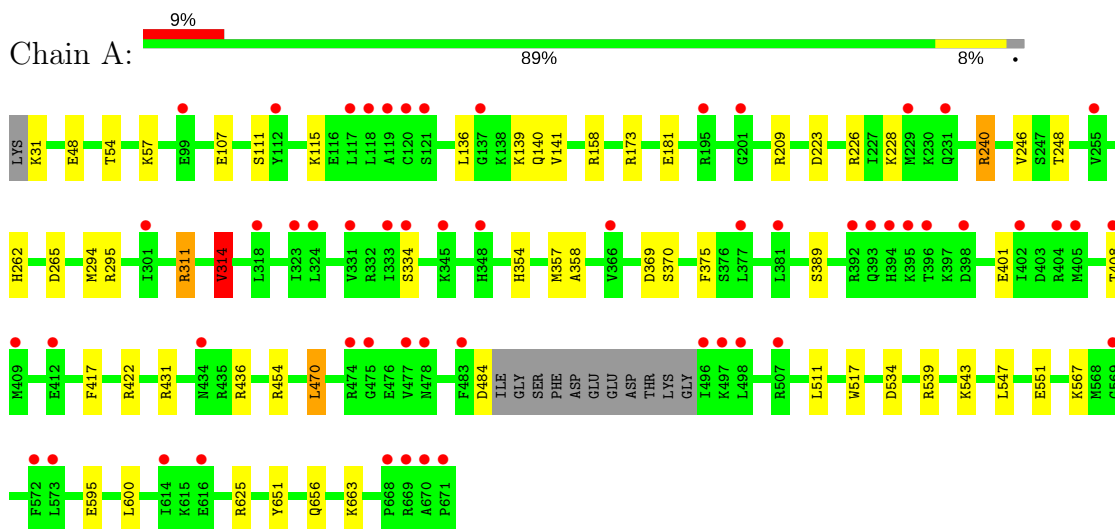 9%
Chain A:
89%
8%
•
LYS K31 E48 T54 K57 E99 E107 S111 Y112 K115 E116 L117 L118 A119 C120 S121 L136 G137 K138 K139 Q140 V141 R158 R173 E181 R195 G201 R209 D223 R226 I227 K228 M229 K230 Q231 R240 V246 S247 T248 V255
H262 D265 M294 R295 I301 R311 V314 L318 I323 L324 V331 R332 I333 S334 K345 H348 H354 M357 A358 V366 D369 S370 F375 S376 L377 L381 S389 R392 Q393 H394 K395 T396 K397 D398 E401 I402 D403 R404 M405 T408
M409 E412 F417 R422 R431 N434 R435 R436 R454 L470 R474 G475 E476 V477 N478 F483 D484 ILE GLY SER PHE ASP GLU GLU ASP THR LYS GLY I496 K497 L498 R507 L511 W517 D534 R539 K543 L547 E551 K567 M568 G569
F572 L573 E595 L600 I614 K615 E616 R625 Y651 Q656 K663 P668 R669 A670 P671